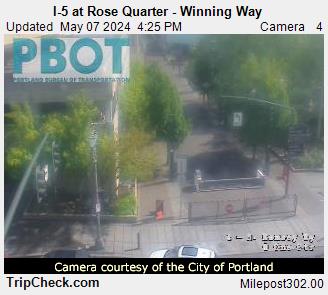 I-5 at Rose Quarter - Winning Way
Updated May 07 2024 4:25 PM Camera 4
PBOT
PORTLAND BUREAU OF TRANSPORTATION
Camera courtesy of the City of Portland
TripCheck.com Milepost302.00